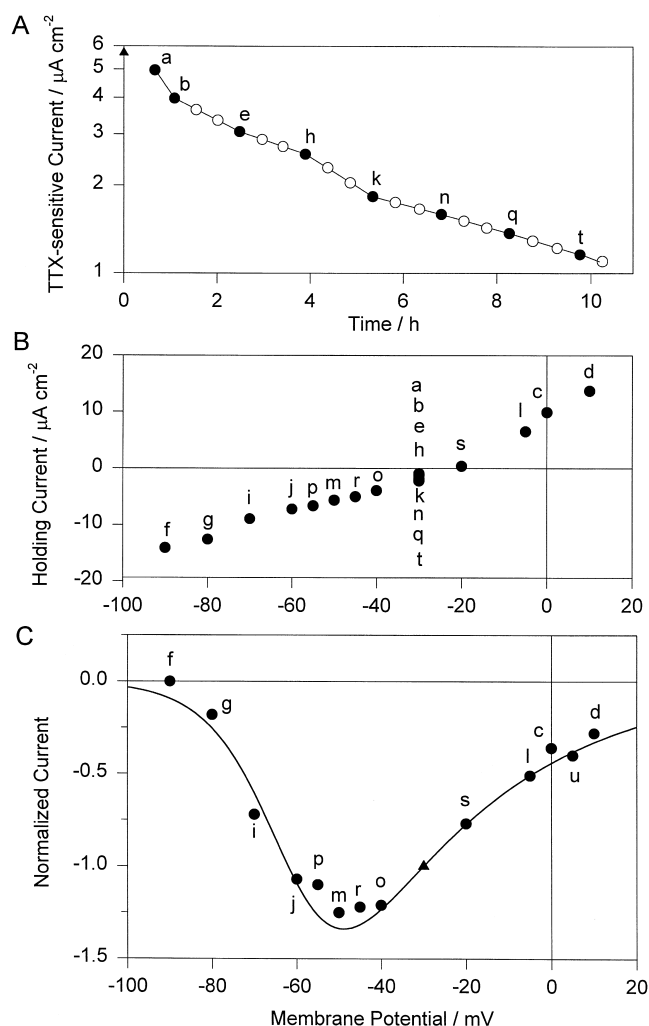 A
TTX-sensitive Current / µA cm-2
6
5
4
3
2
1
a
b
e
h
k
n
q
t
0
2
4
6
8
10
Time / h
B
Holding Current / µA cm-2
20
10
0
-10
-20
f
g
i
j
p
m
r
o
a
b
e
h
k
n
q
t
s
l
c
d
-100
-80
-60
-40
-20
0
20
C
Normalized Current
0.0
-0.5
-1.0
-1.5
f
g
i
j
p
m
r
o
s
l
c
u
d
-100
-80
-60
-40
-20
0
20
Membrane Potential / mV